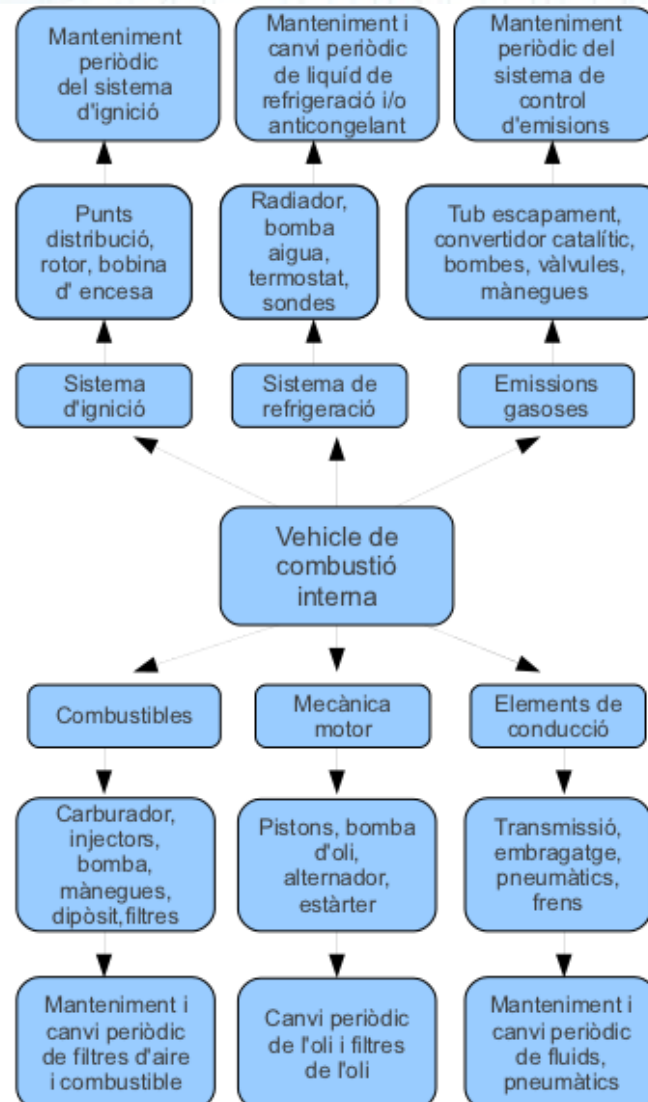 Manteniment
periòdic
del sistema
d'ignició
Manteniment i
canvi periòdic
de liquíd de
refrigeració i/o
anticongelant
Manteniment
periòdic del
sistema de
control
d'emisions
Punts
distribució,
rotor, bobina
d' encesa
Radiador,
bomba
aigua,
termostat,
sondes
Tub escapament,
convertidor catalític,
bombes, vàlvules,
mànegues
Sistema
d'ignició
Sistema de
refrigeració
Emissions
gasoses
Vehicle de
combustió
interna
Combustibles
Mecànica
motor
Elements de
conducció
Carburador,
injectors,
bomba,
mànegues,
dipòsit,filtres
Pistons, bomba
d'oli,
alternador,
estàrter
Transmissió,
embragatge,
pneumàtics,
frens
Manteniment i
canvi periòdic
de filtres d'aire
i combustible
Canvi periòdic
de l'oli i filtres
de l'oli
Manteniment i
canvi periòdic
de fluids,
pneumàtics